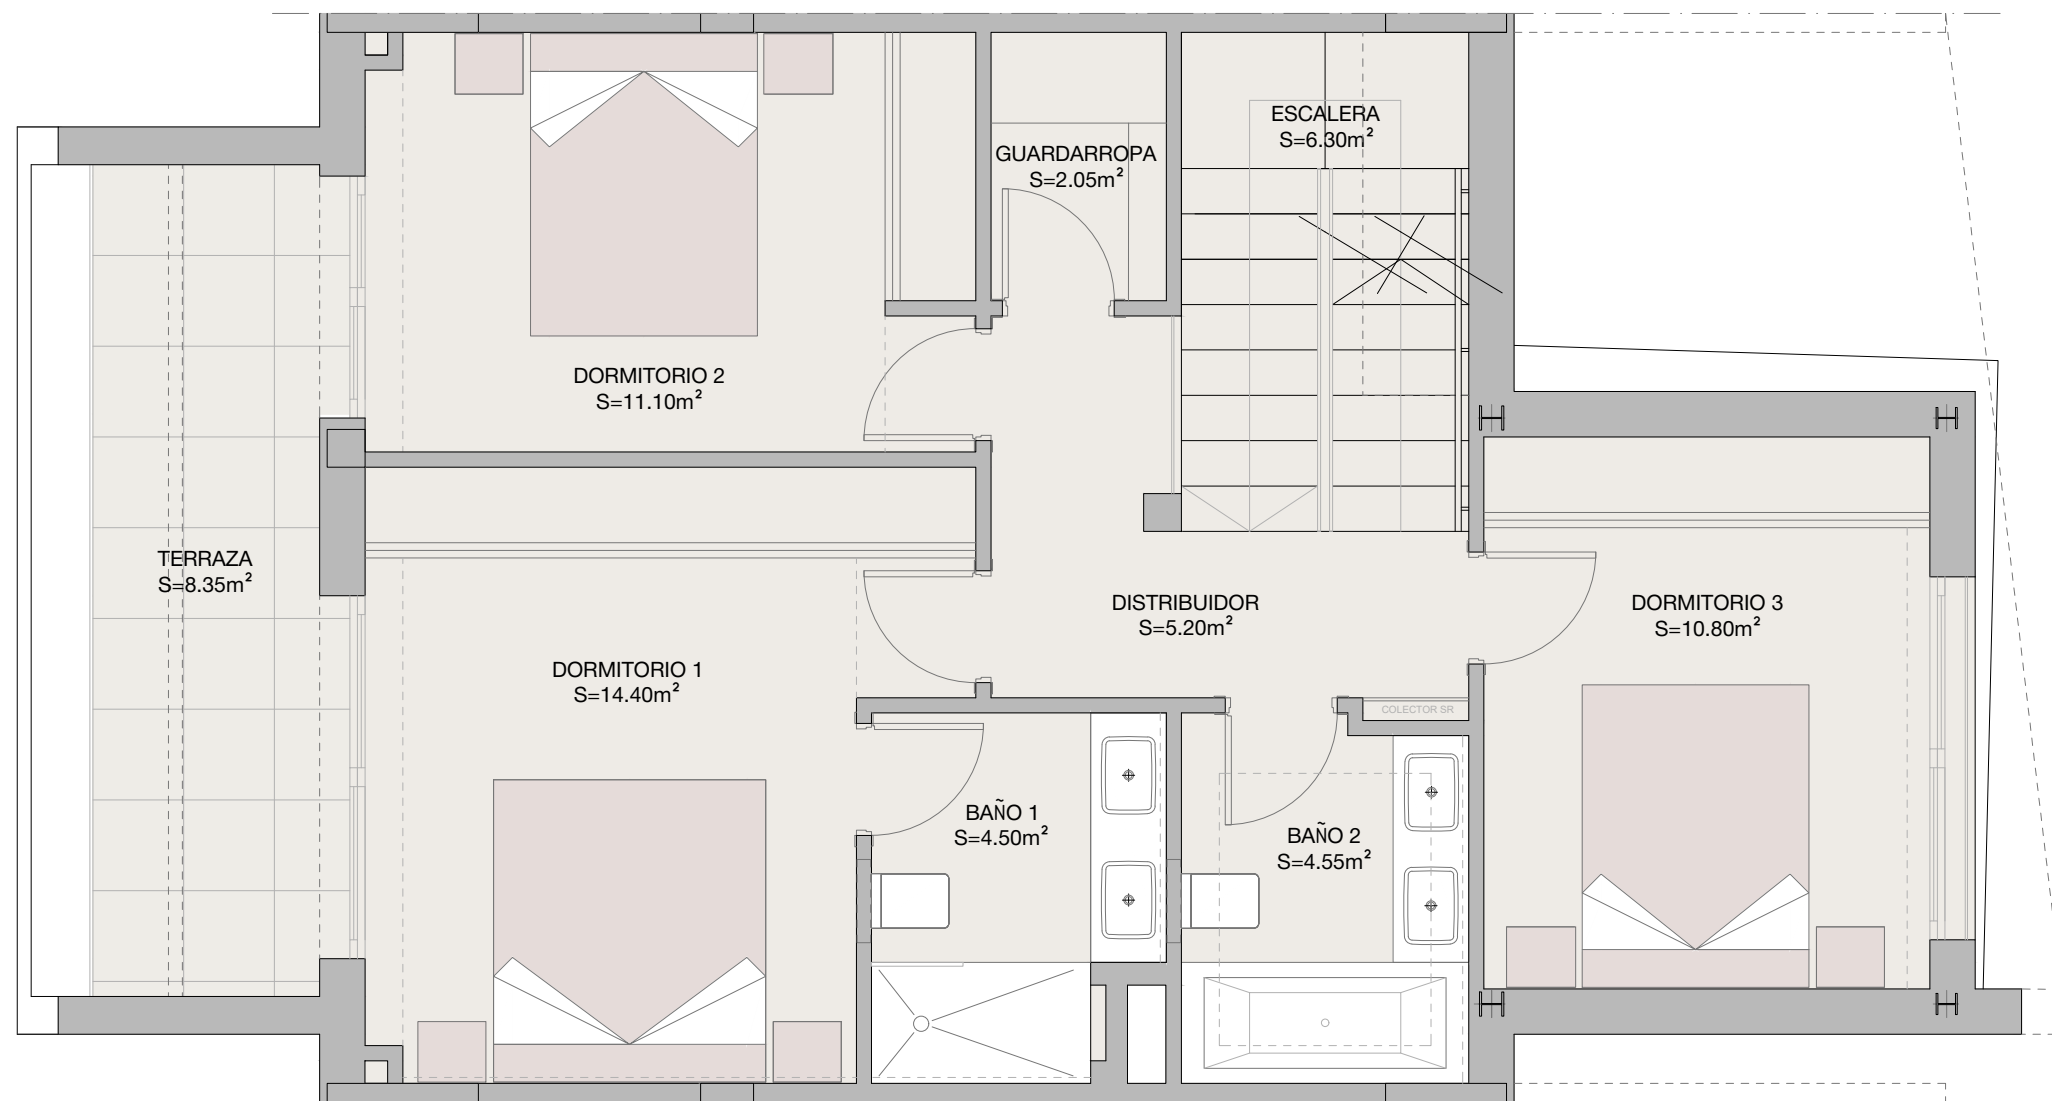 ESCALERA
S=6.30m²
GUARDARROPA
S=2.05m²
DORMITORIO 2
S=11.10m²
TERRAZA
S=8.35m²
DISTRIBUIDOR
S=5.20m²
DORMITORIO 3
S=10.80m²
DORMITORIO 1
S=14.40m²
COLECTOR SR
BAÑO 1
S=4.50m²
BAÑO 2
S=4.55m²